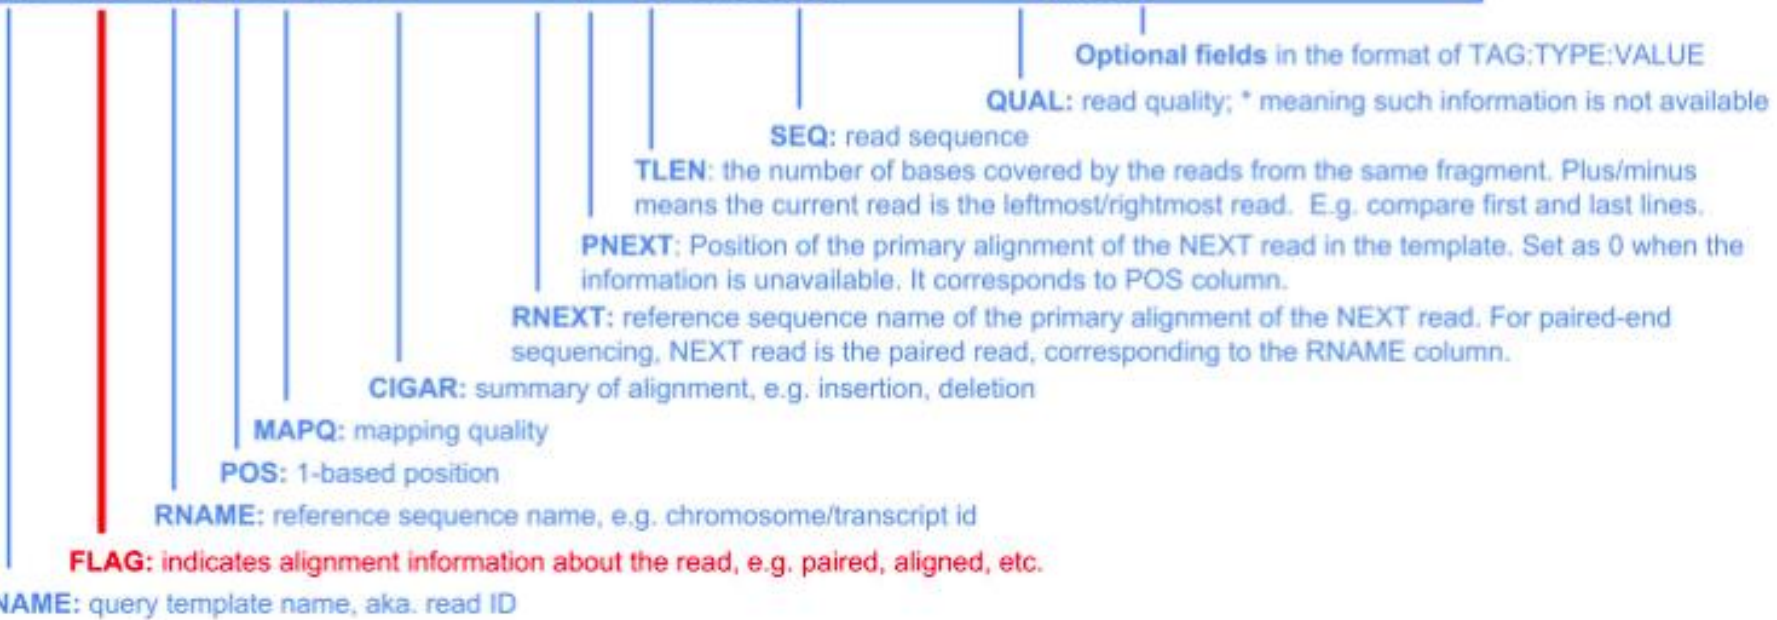 Optional fields in the format of TAG:TYPE:VALUE
QUAL: read quality; * meaning such information is not available
SEQ: read sequence
TLEN: the number of bases covered by the reads from the same fragment. Plus/minus
means the current read is the leftmost/rightmost read. E.g. compare first and last lines.
PNEXT: Position of the primary alignment of the NEXT read in the template. Set as 0 when the
information is unavailable. It corresponds to POS column.
RNEXT: reference sequence name of the primary alignment of the NEXT read. For paired-end
sequencing, NEXT read is the paired read, corresponding to the RNAME column.
CIGAR: summary of alignment, e.g. insertion, deletion
MAPQ: mapping quality
POS: 1-based position
RNAME: reference sequence name, e.g. chromosome/transcript id
FLAG: indicates alignment information about the read, e.g. paired, aligned, etc.
NAME: query template name, aka. read ID